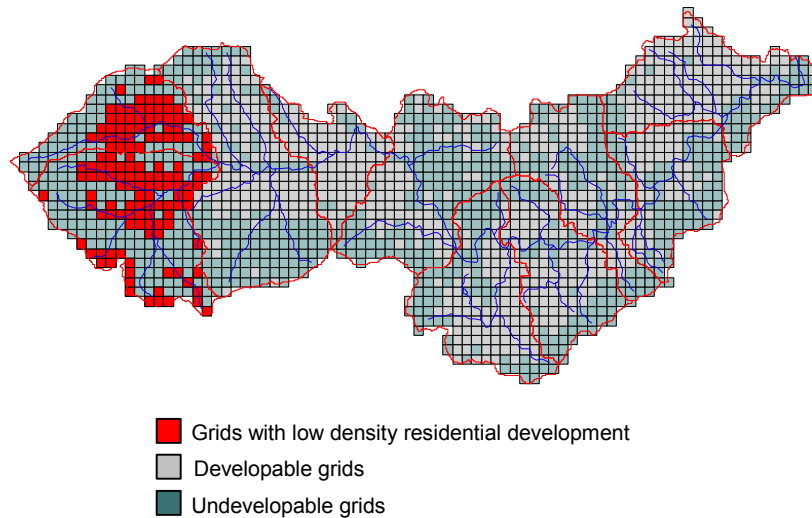 Grids with low density residential development
Developable grids
Undevelopable grids